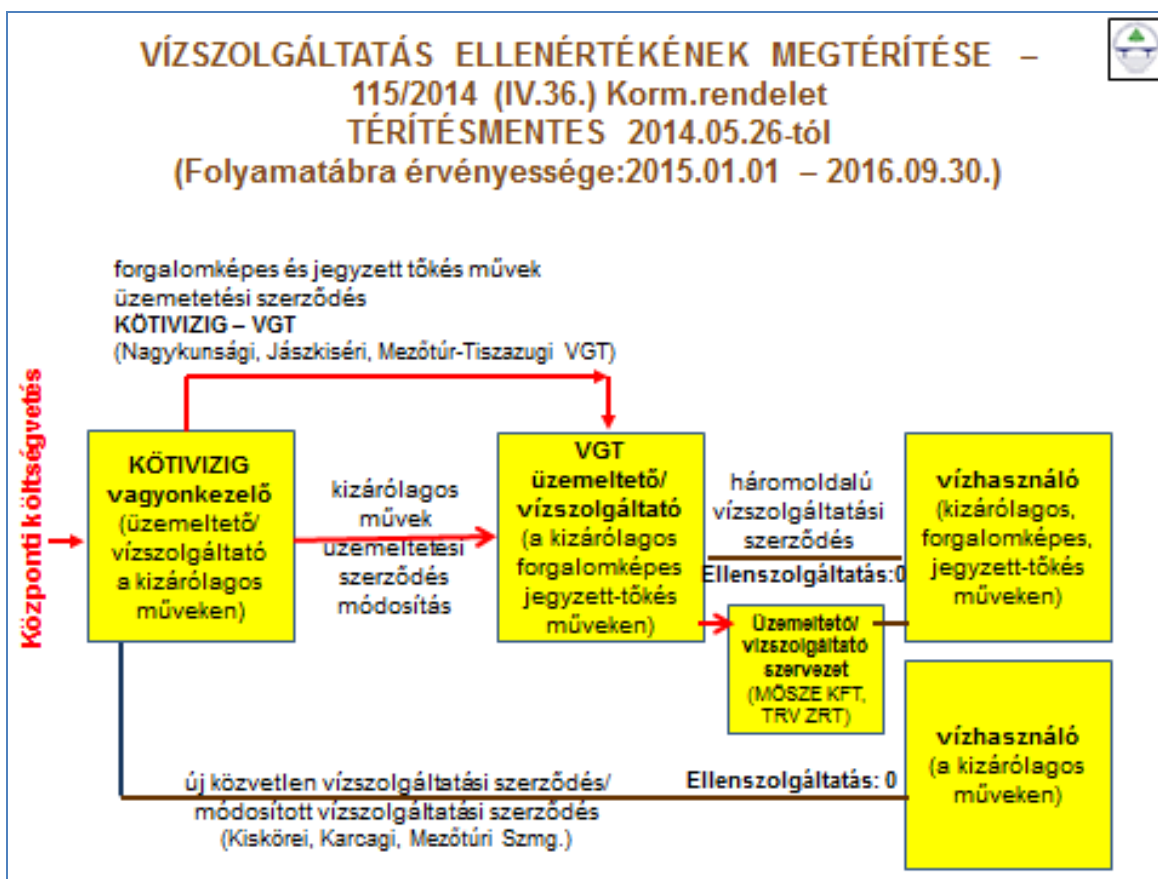 VÍZSZOLGÁLTATÁS ELLENÉRTÉKÉNEK MEGTÉRÍTÉSE –
115/2014 (IV.36.) Korm.rendelet
TÉRÍTÉSMENTES 2014.05.26-tól
(Folyamatábra érvényessége:2015.01.01 – 2016.09.30.)
forgalomképes és jegyzett tőkés művek
üzemetetési szerződés
KÖTIVIZIG – VGT
(Nagykunsági, Jászkiséri, Mezőtúr-Tiszazugi VGT)
Központi költségvetés
KÖTIVIZIG
vagyonkezelő
(üzemeltető/
vízszolgáltató
a kizárólagos
műveken)
kizárólagos
művek
üzemeltetési
szerződés
módosítás
VGT
üzemeltető/
vízszolgáltató
(a kizárólagos
forgalomképes
jegyzett-tőkés
műveken)
háromoldalú
vízszolgáltatási
szerződés
Ellenszolgáltatás:0
Üzemeltető/
vízszolgáltató
szervezet
(MÖSZE KFT,
TRV ZRT)
vízhasználó
(kizárólagos,
forgalomképes,
jegyzett-tőkés
műveken)
új közvetlen vízszolgáltatási szerződés/
módosított vízszolgáltatási szerződés
(Kiskörei, Karcagi, Mezőtúri Szmg.)
Ellenszolgáltatás: 0
vízhasználó
(a kizárólagos
műveken)